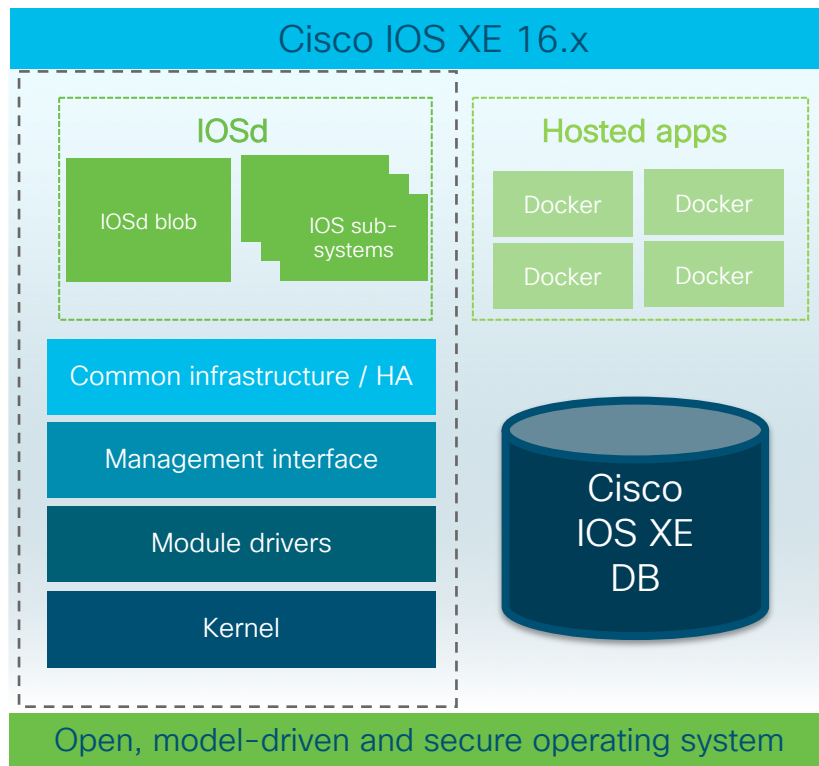 Cisco IOS XE 16.x
IOSd
IOSd blob
IOS sub-
systems
Hosted apps
Docker
Docker
Docker
Docker
Common infrastructure / HA
Management interface
Module drivers
Kernel
Cisco
IOS XE
DB
Open, model-driven and secure operating system